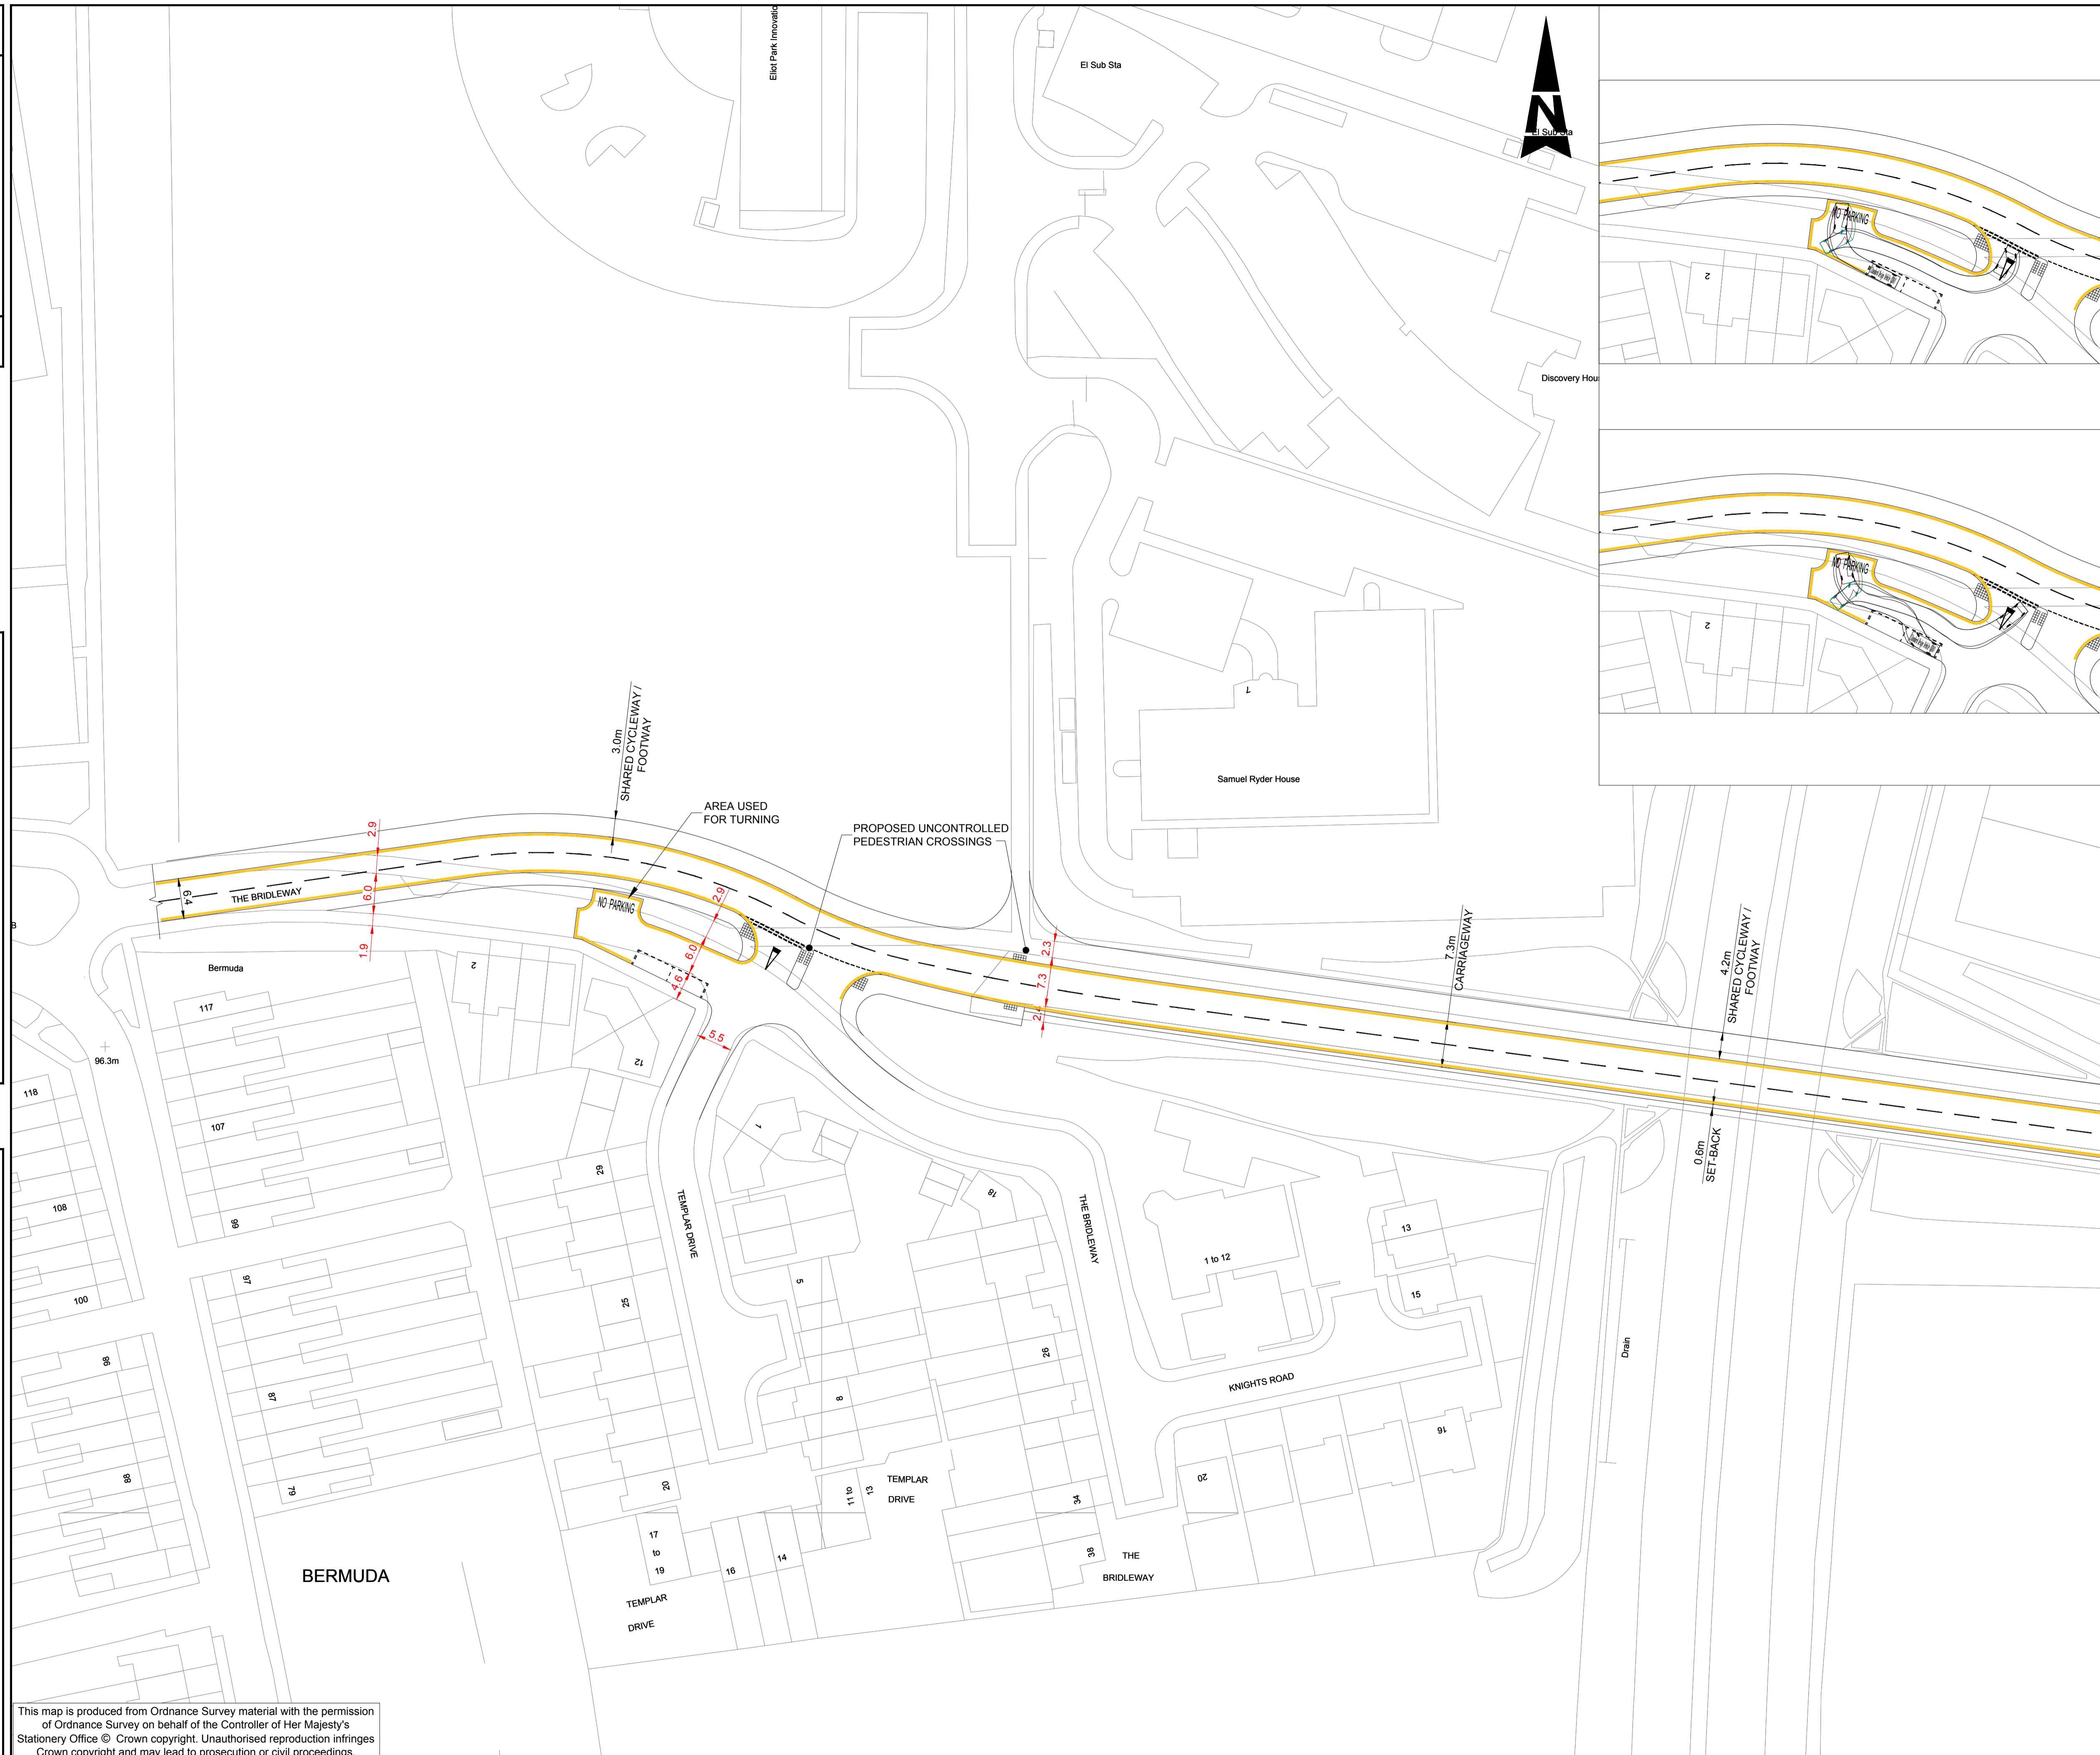 Eliot Park Innovatio
El Sub Sta
N
El Sub Sta
NO PARKING
2
Discovery Hou
NO PARKING
2
1
Samuel Ryder House
3.0m
SHARED CYCLEWAY /
FOOTWAY
AREA USED
FOR TURNING
PROPOSED UNCONTROLLED
PEDESTRIAN CROSSINGS
2.9
6.4
THE BRIDLEWAY
6.0
1.9
NO PARKING
2.9
6.0
4.6
5.5
2.3
7.3
7.3m
CARRIAGEWAY
4.2m
SHARED CYCLEWAY /
FOOTWAY
0.6m
SET-BACK
B
Bermuda
2
117
12
96.3m
118
107
1
29
108
99
TEMPLAR DRIVE
18
THE BRIDLEWAY
13
1 to 12
97
5
100
25
15
Drain
98
26
87
8
KNIGHTS ROAD
16
88
79
20
11 to
13
TEMPLAR
DRIVE
34
20
17
to
19
16
14
38
THE
BRIDLEWAY
BERMUDA
TEMPLAR
DRIVE
This map is produced from Ordnance Survey material with the permission
of Ordnance Survey on behalf of the Controller of Her Majesty's
Stationery Office © Crown copyright. Unauthorised reproduction infringes
Crown copyright and may lead to prosecution or civil proceedings.